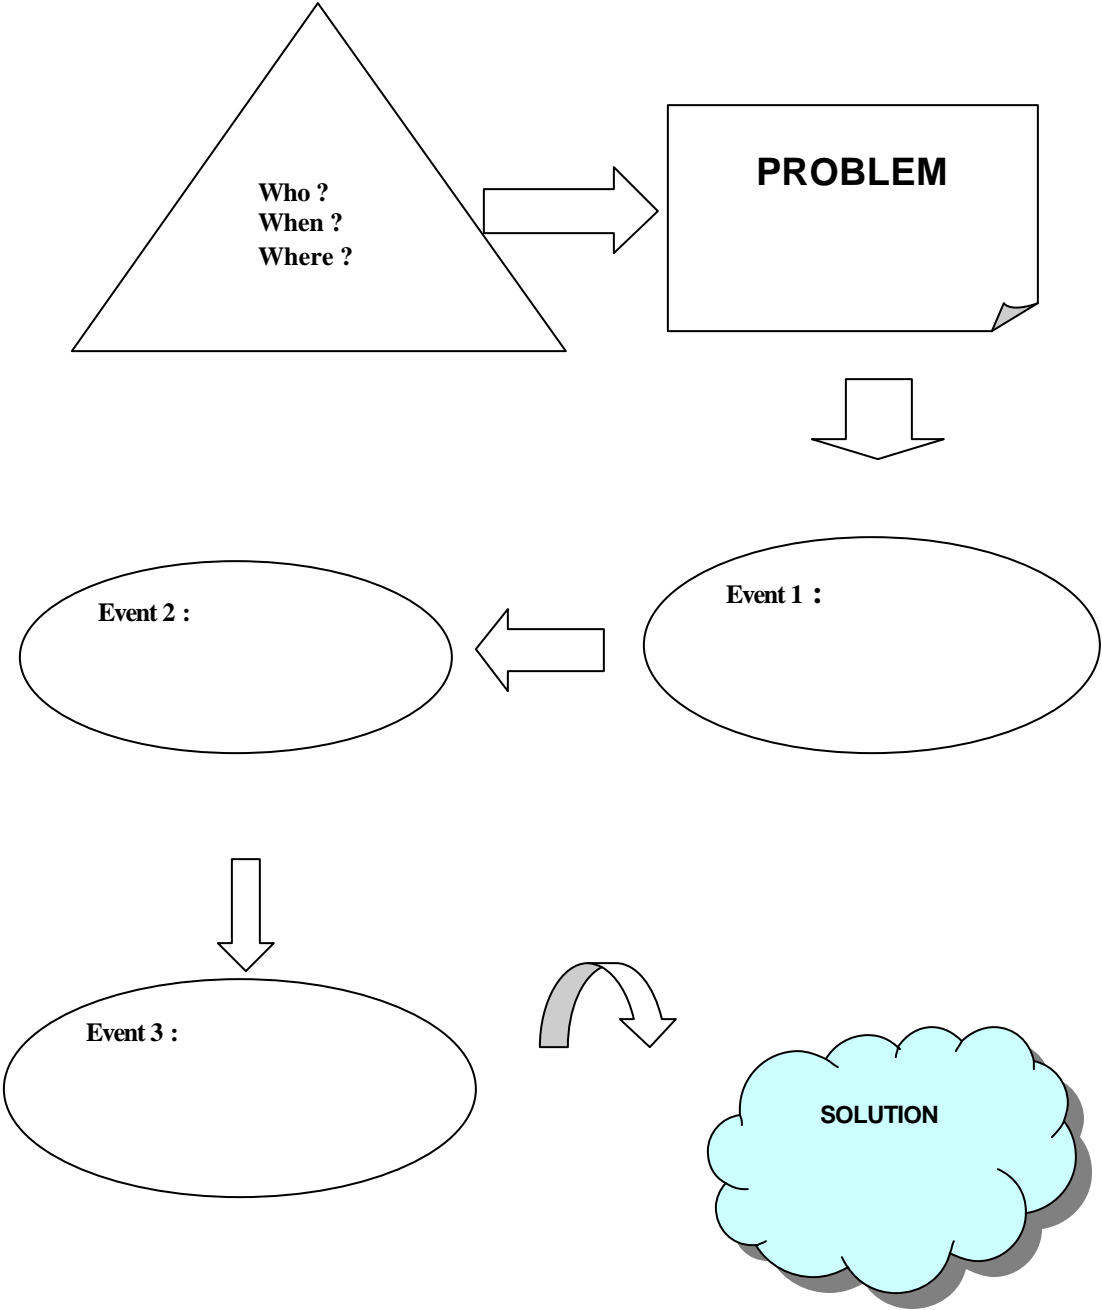 Who ?
When ?
Where ?
PROBLEM
Event 1 :
Event 2 :
Event 3 :
SOLUTION